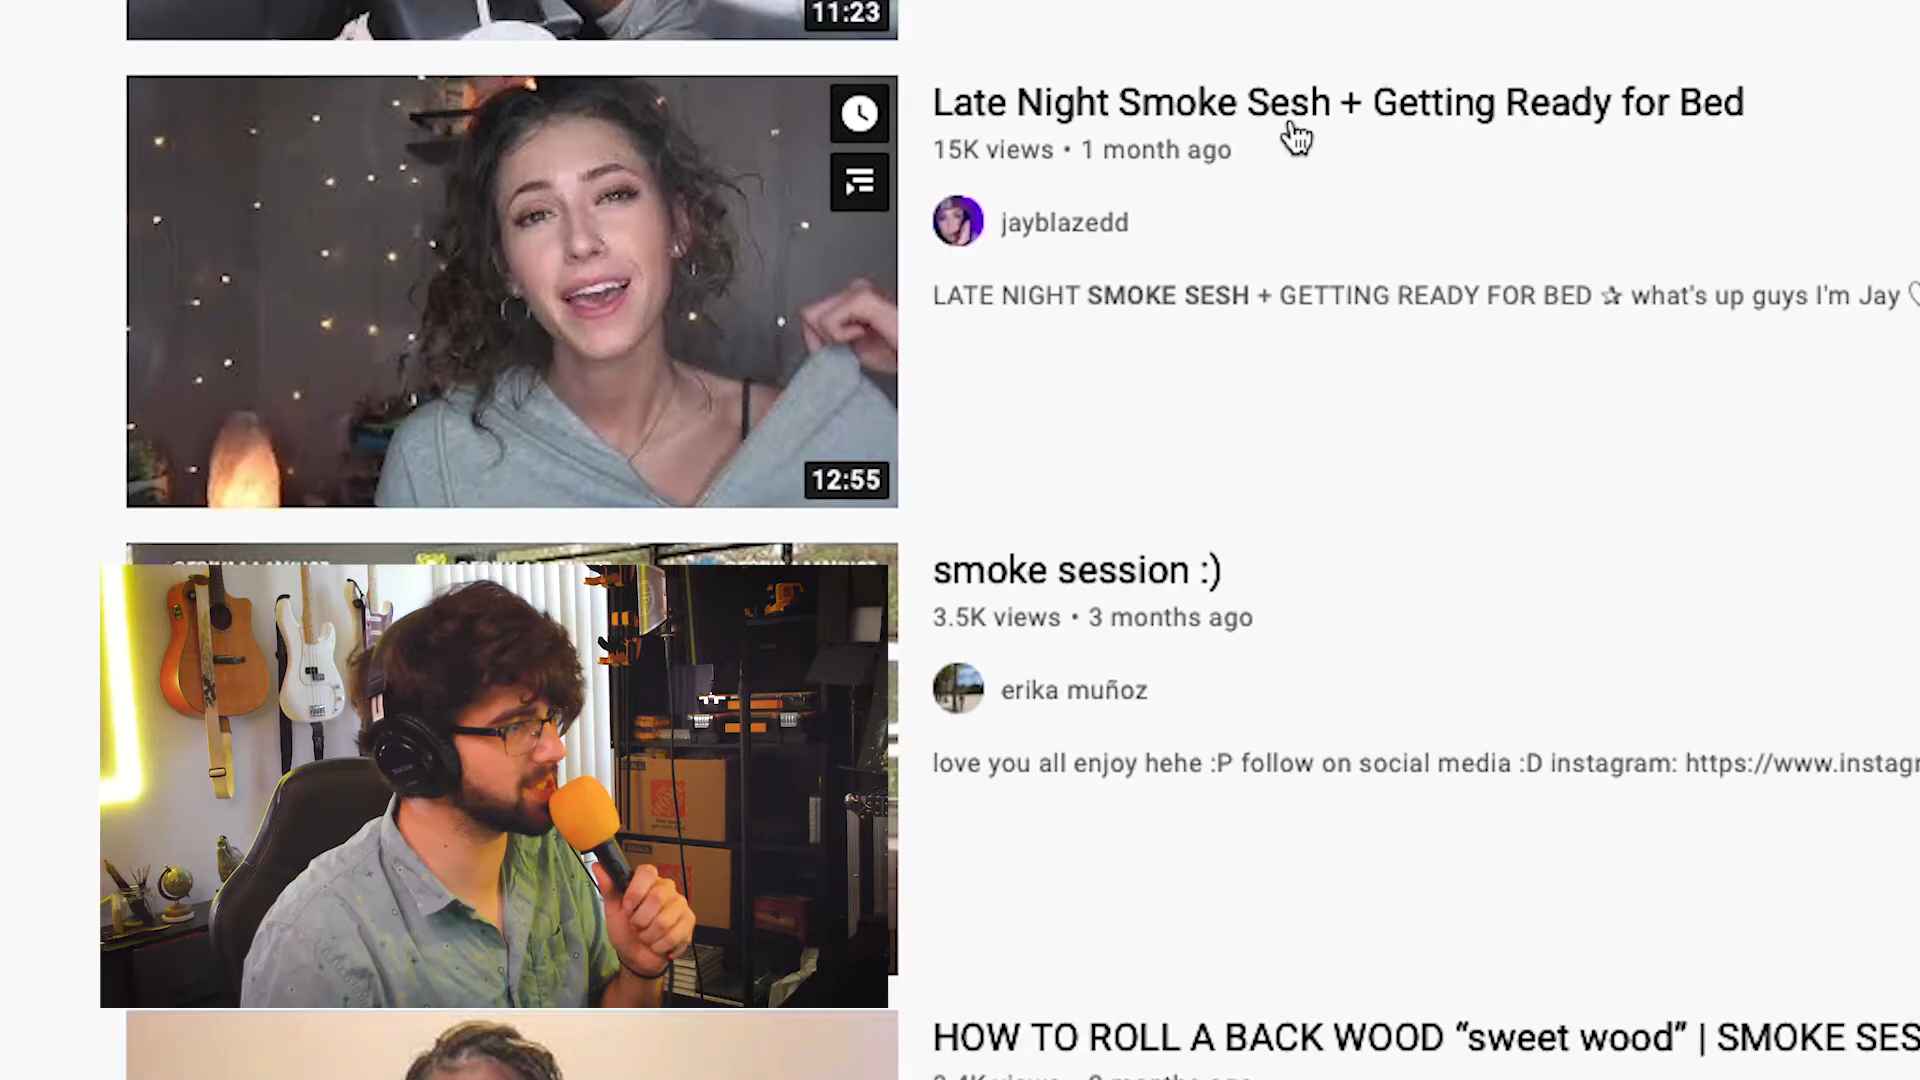 11:23
Late Night Smoke Sesh + Getting Ready for Bed
15K views • 1 month ago
jayblazedd
LATE NIGHT SMOKE SESH + GETTING READY FOR BED ✰ what's up guys I'm Jay ♡
12:55
smoke session :)
3.5K views • 3 months ago
erika muñoz
love you all enjoy hehe :P follow on social media :D instagram: https://www.instagr
HOW TO ROLL A BACK WOOD “sweet wood” | SMOKE SES